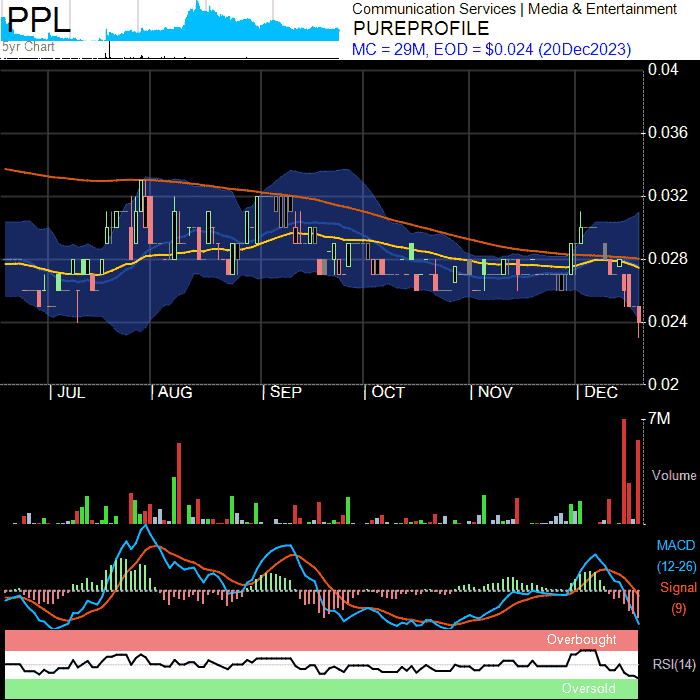 PPL
5yr Chart
Communication Services | Media & Entertainment
PUREPROFILE
MC = 29M, EOD = $0.024 (20Dec2023)
0.04
0.036
0.032
0.028
0.024
0.02
| JUL | AUG | SEP | OCT | NOV | DEC
7M
Volume
MACD
(12-26)
Signal
(9)
Overbought
RSI(14)
Oversold